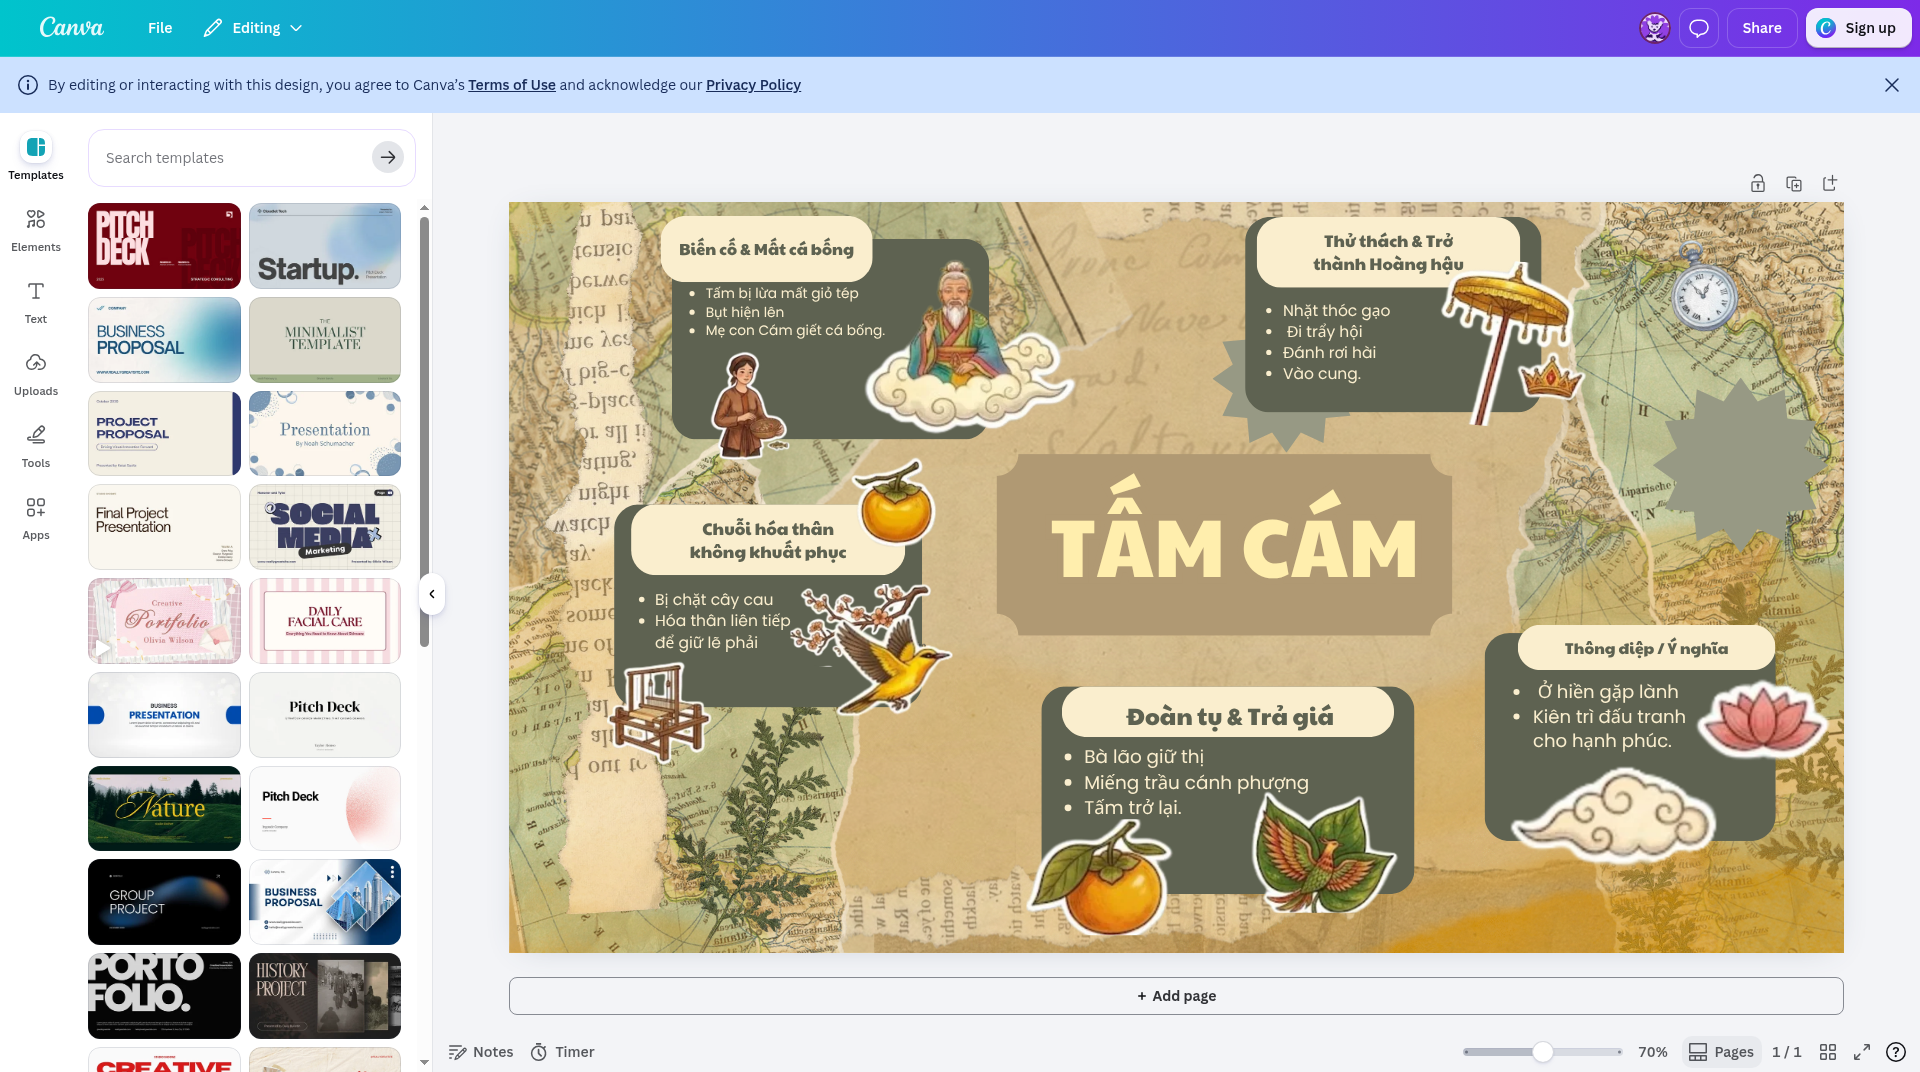 Canva
File
Editing
Share
Sign up
By editing or interacting with this design, you agree to Canva's Terms of Use and acknowledge our Privacy Policy
Templates
Elements
Text
Uploads
Tools
Apps
Search templates
PITCH
DECK
STRATEGIC CONSULTING
Startup.
BUSINESS
PROPOSAL
THE
MINIMALIST
TEMPLATE
PROJECT
PROPOSAL
Presentation
By Noah Schumacher
Final Project
Presentation
SOCIAL
MEDIA
Marketing
Creative
Portfolio
Olivia Wilson
DAILY
FACIAL CARE
BUSINESS
PRESENTATION
Pitch Deck
Nature
Pitch Deck
GROUP
PROJECT
BUSINESS
PROPOSAL
PORTO
FOLIO.
HISTORY
PROJECT
CREATIVE
Biến cố & Mất cá bống
Tấm bị lừa mất giỏ tép
Bụt hiện lên
Mẹ con Cám giết cá bống.
Thử thách & Trở
thành Hoàng hậu
Nhặt thóc gạo
Đi trẩy hội
Đánh rơi hài
Vào cung.
Chuỗi hóa thân
không khuất phục
Bị chặt cây cau
Hóa thân liên tiếp
để giữ lẽ phải
TẤM CÁM
Đoàn tụ & Trả giá
Bà lão giữ thị
Miếng trầu cánh phượng
Tấm trở lại.
Thông điệp / Ý nghĩa
Ở hiền gặp lành
Kiên trì đấu tranh
cho hạnh phúc.
+ Add page
Notes
Timer
70%
Pages
1 / 1